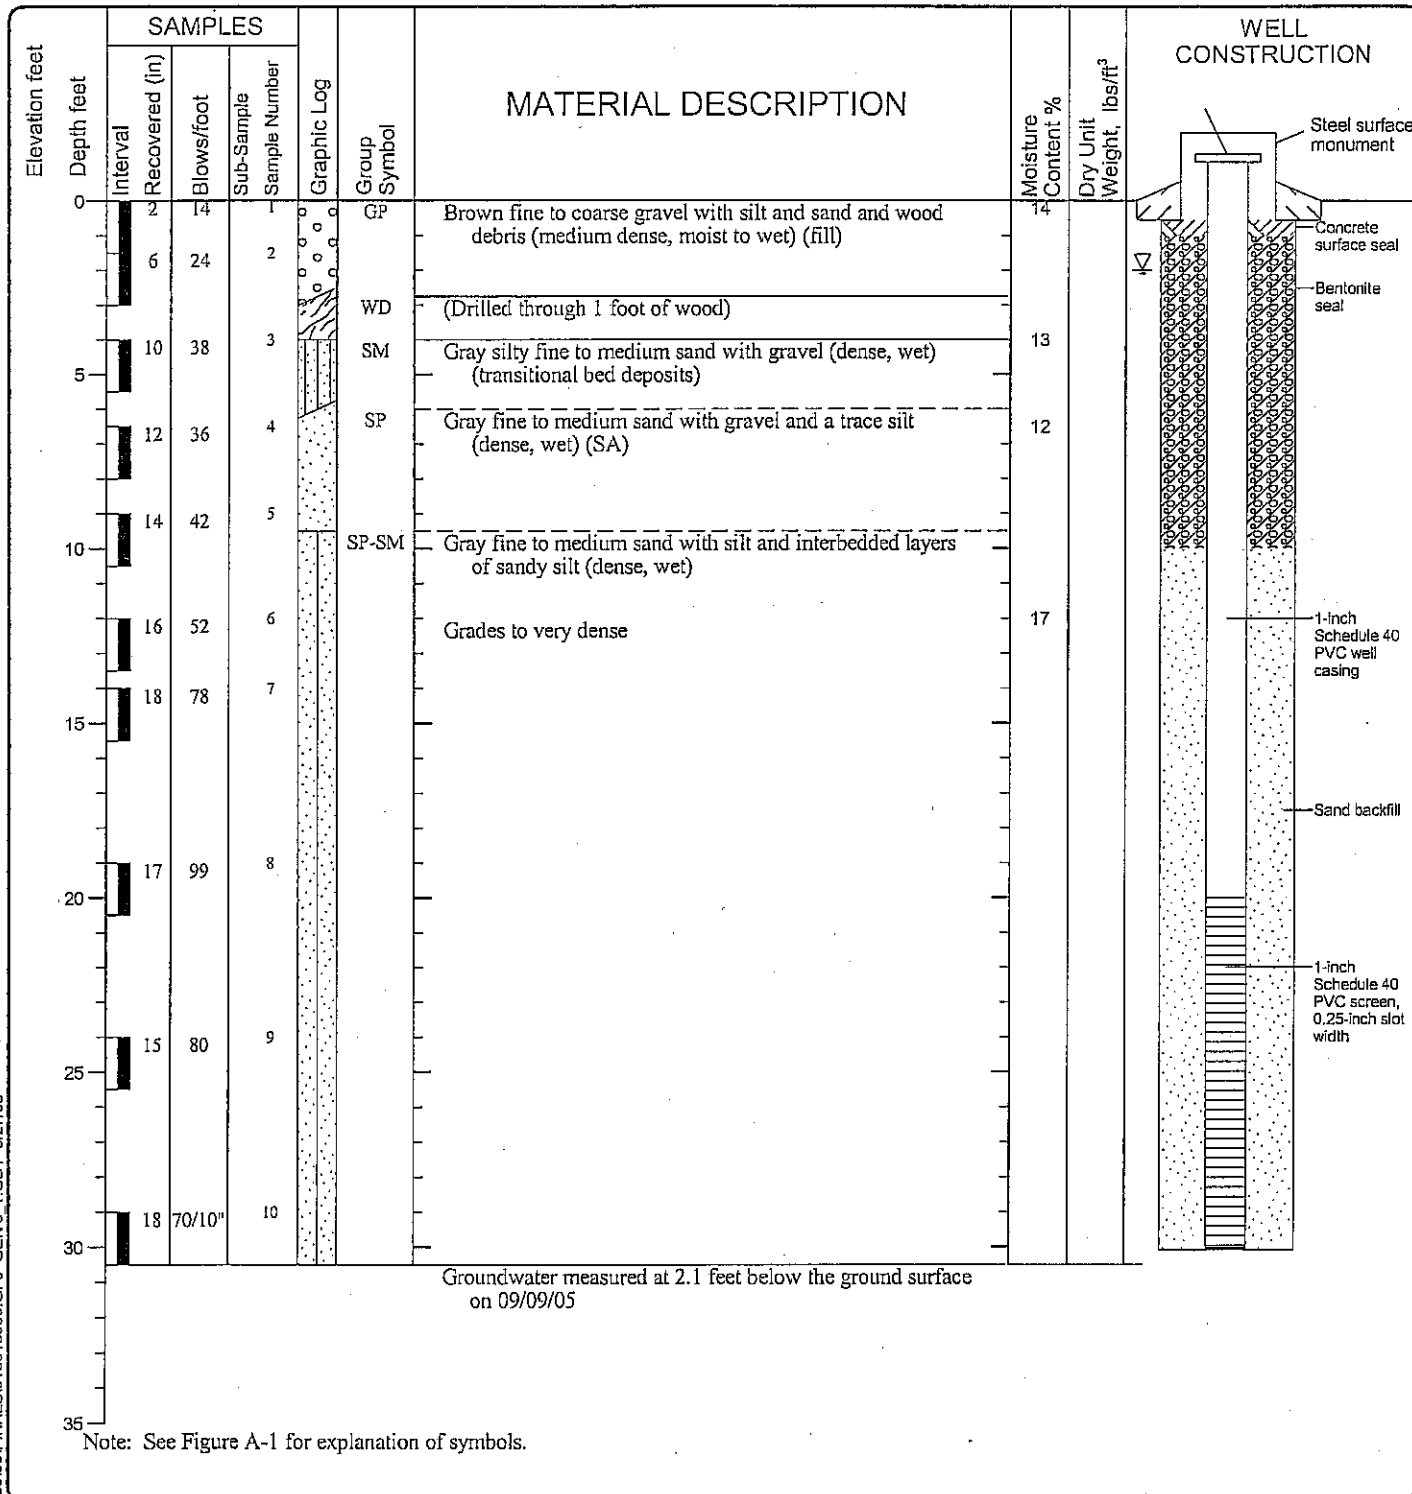 SAMPLES
Elevation feet
Depth feet
Interval
Recovered (in)
Blows/foot
Sub-Sample
Sample Number
Graphic Log
Group
Symbol
MATERIAL DESCRIPTION
Moisture
Content %
Dry Unit
Weight, lbs/ft³
WELL
CONSTRUCTION
Steel surface
monument
0 2 14 1 GP Brown fine to coarse gravel with silt and sand and wood 14
debris (medium dense, moist to wet) (fill)
Concrete
surface seal
6 24 2
Bentonite
seal
WD (Drilled through 1 foot of wood)
10 38 3 SM Gray silty fine to medium sand with gravel (dense, wet) 13
5 (transitional bed deposits)
12 36 4 SP Gray fine to medium sand with gravel and a trace silt 12
(dense, wet) (SA)
14 42 5
10 SP-SM Gray fine to medium sand with silt and interbedded layers
of sandy silt (dense, wet)
16 52 6 Grades to very dense 17
1-inch
Schedule 40
PVC well
casing
18 78 7
15
Sand backfill
17 99 8
20
1-inch
Schedule 40
PVC screen,
0.25-inch slot
width
15 80 9
25
18 70/10" 10
30
Groundwater measured at 2.1 feet below the ground surface
on 09/09/05
35
Note: See Figure A-1 for explanation of symbols.